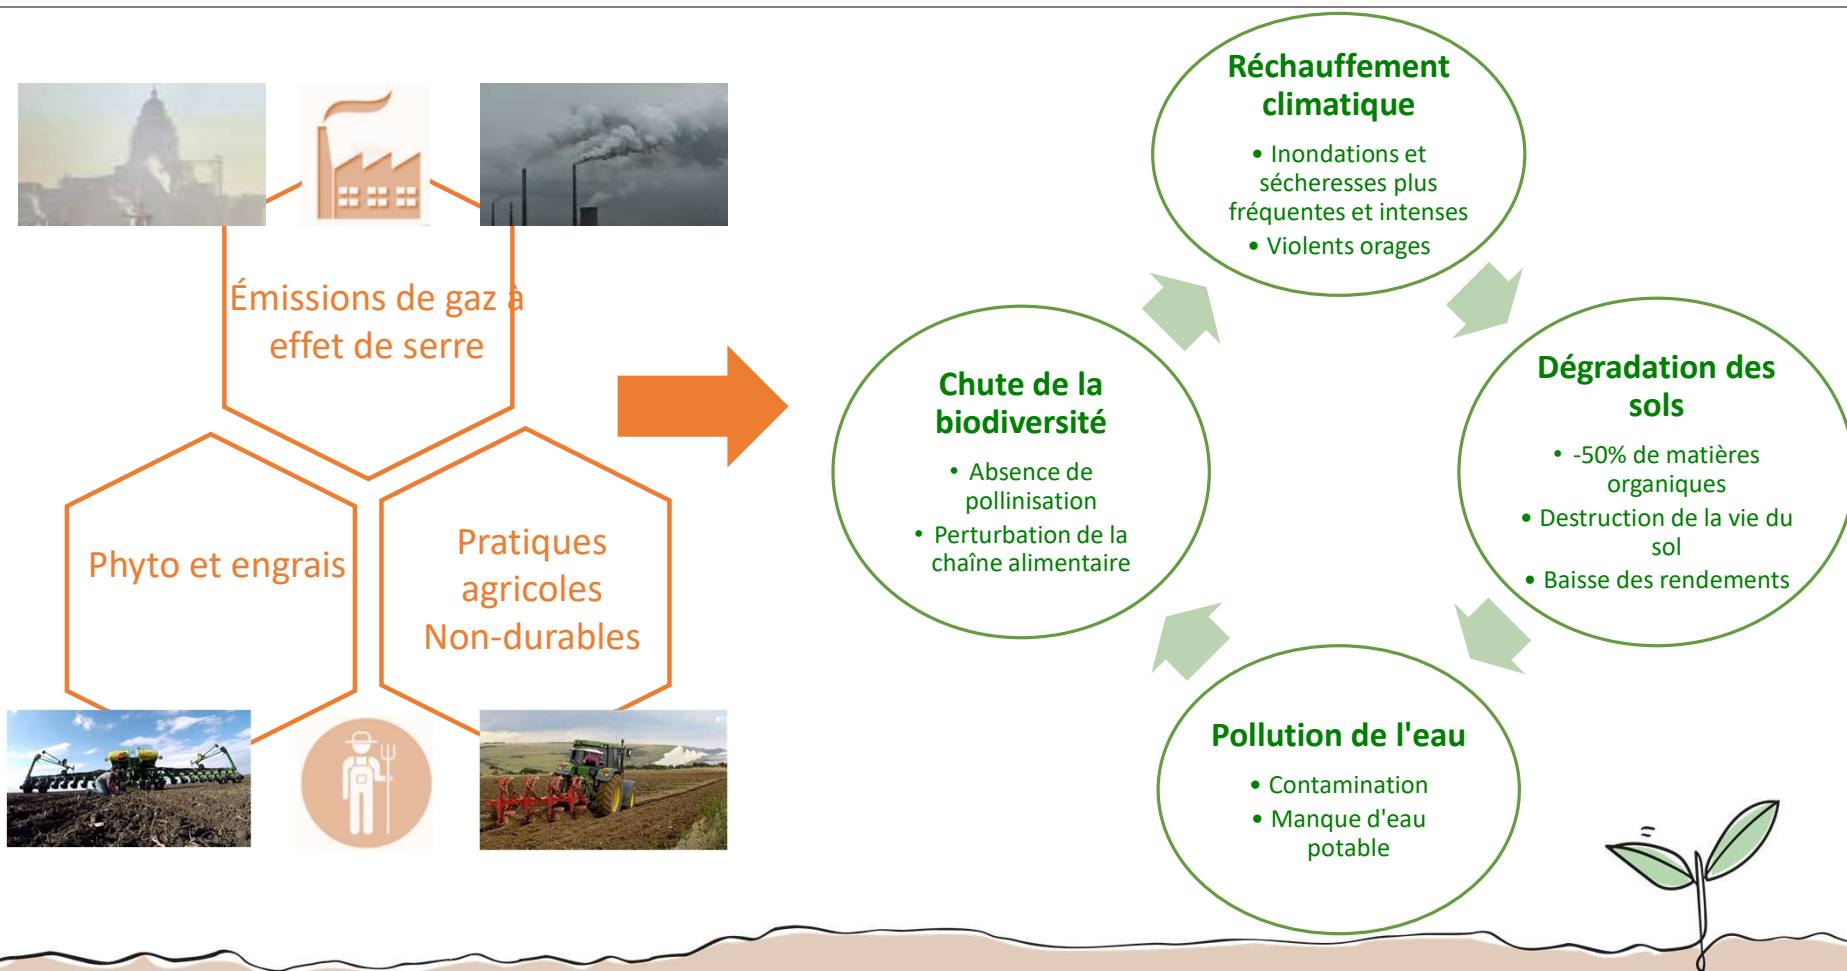 Émissions de gaz à
effet de serre
Phyto et engrais
Pratiques
agricoles
Non-durables
Réchauffement
climatique
• Inondations et
sécheresses plus
fréquentes et intenses
• Violents orages
Dégradation des
sols
• -50% de matières
organiques
• Destruction de la vie du
sol
• Baisse des rendements
Pollution de l'eau
• Contamination
• Manque d'eau
potable
Chute de la
biodiversité
• Absence de
pollinisation
• Perturbation de la
chaîne alimentaire